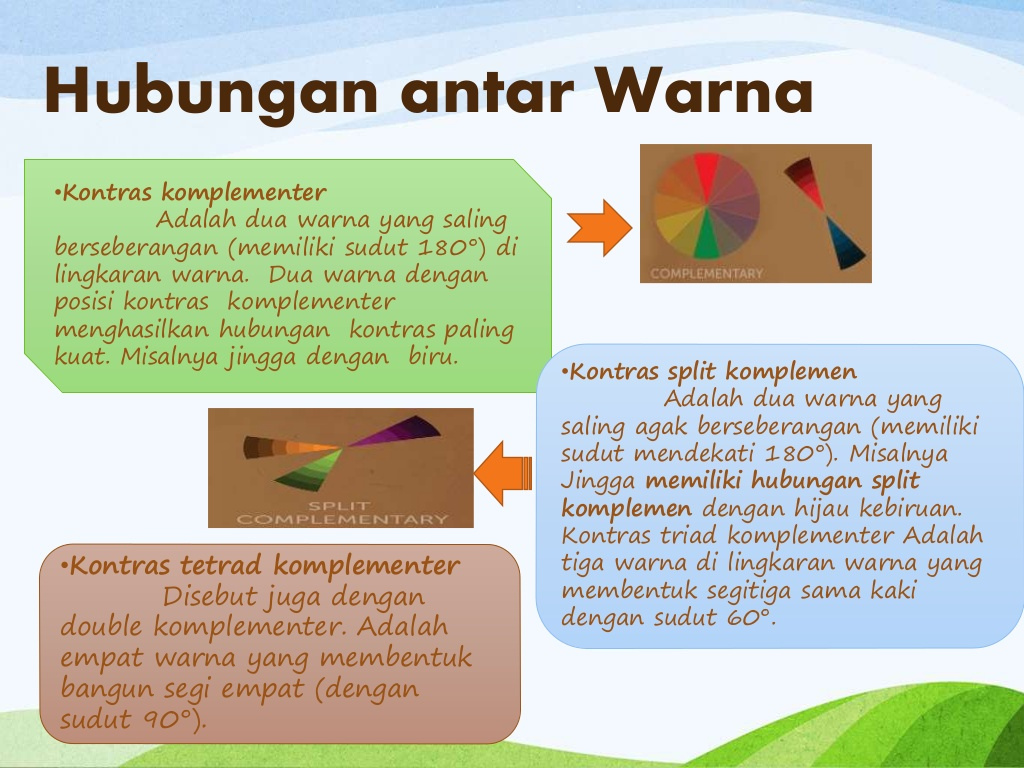 Hubungan antar Warna
•Kontras komplementer
Adalah dua warna yang saling
berseberangan (memiliki sudut 180°) di
lingkaran warna. Dua warna dengan
posisi kontras komplementer
menghasilkan hubungan kontras paling
kuat. Misalnya jingga dengan biru.
COMPLEMENTARY
•Kontras split komplemen
Adalah dua warna yang
saling agak berseberangan (memiliki
sudut mendekati 180°). Misalnya
Jingga memiliki hubungan split
komplemen dengan hijau kebiruan.
Kontras triad komplementer Adalah
tiga warna di lingkaran warna yang
membentuk segitiga sama kaki
dengan sudut 60°.
SPLIT
COMPLEMENTARY
•Kontras tetrad komplementer
Disebut juga dengan
double komplementer. Adalah
empat warna yang membentuk
bangun segi empat (dengan
sudut 90°).